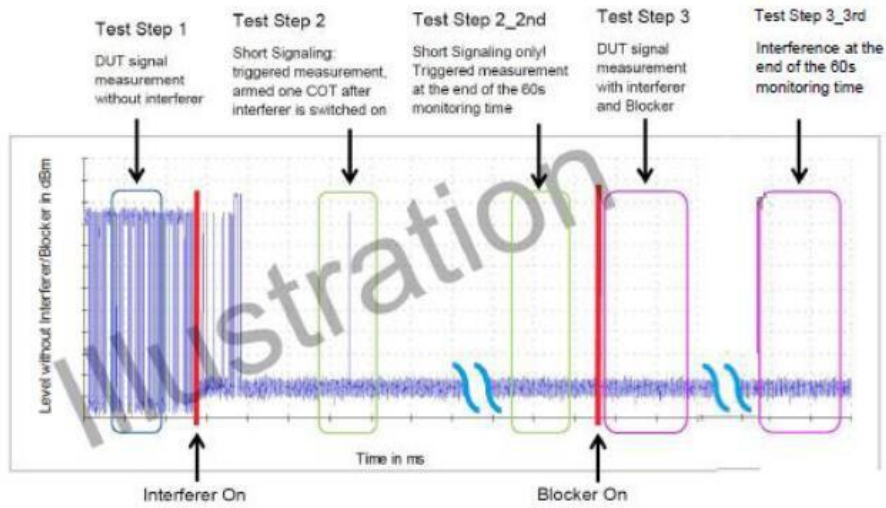 Test Step 1
DUT signal
measurement
without interferer
Test Step 2
Short Signaling:
triggered measurement,
armed one COT after
interferer is switched on
Test Step 2_2nd
Short Signaling only!
Triggered measurement
at the end of the 60s
monitoring time
Test Step 3
DUT signal
measurement
with interferer
and Blocker
Test Step 3_3rd
Interference at the
end of the 60s
monitoring time
Level without Interferer/Blocker in dBm
Illustration
Time in ms
Interferer On
Blocker On